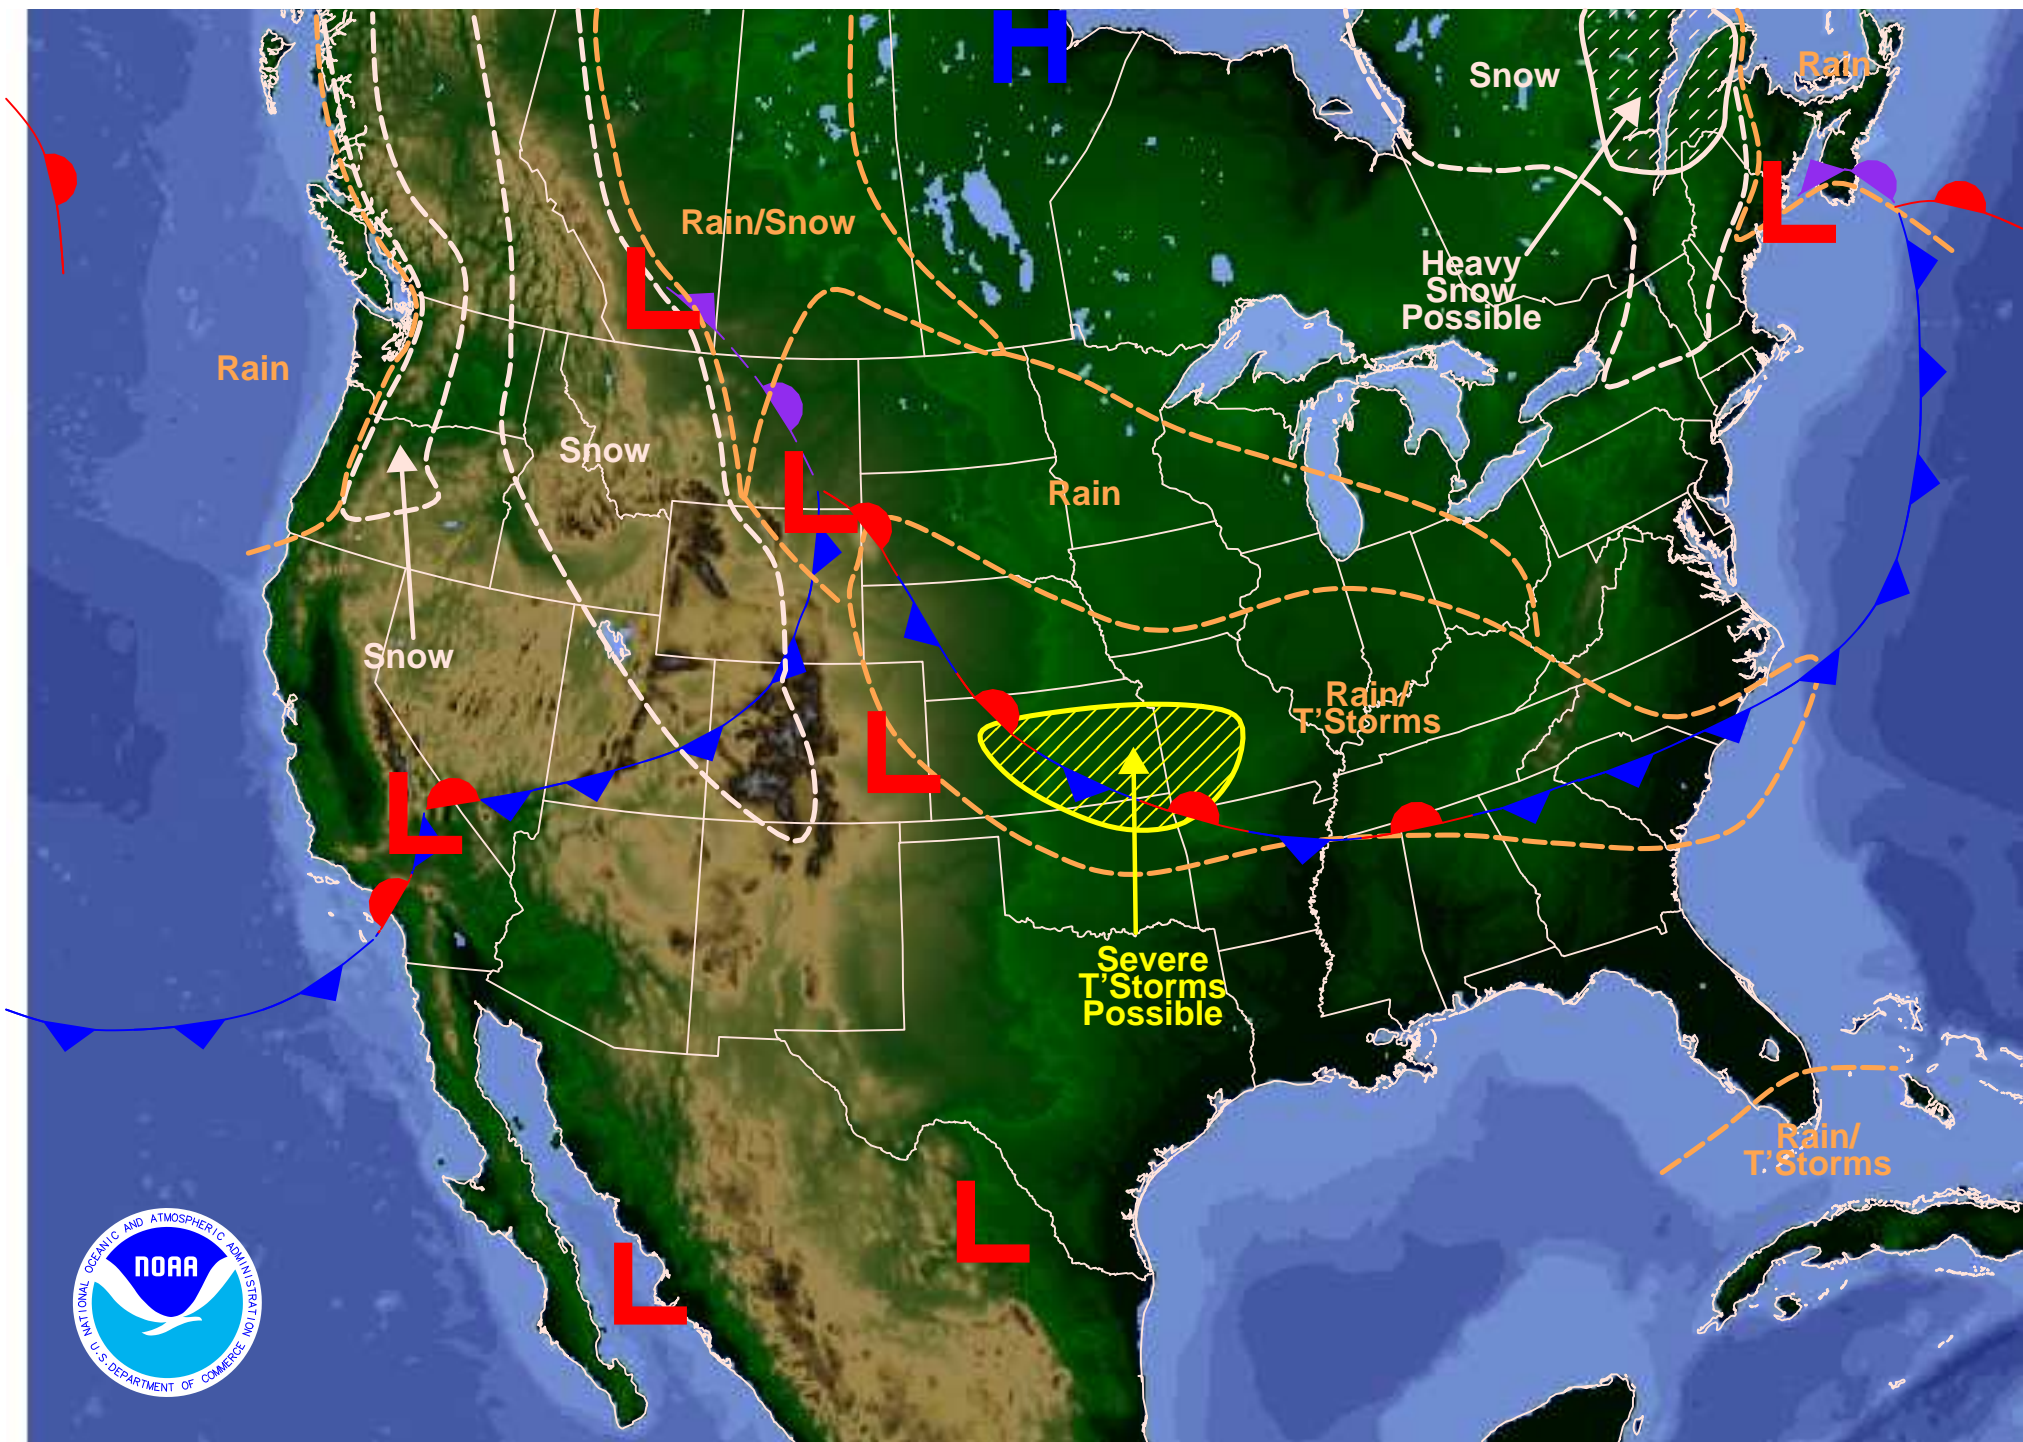 H
Rain
Snow
L
Rain/Snow
L
Heavy
Snow
Possible
Rain
Snow
L
Rain
Snow
Rain/
T'Storms
L
L
Severe
T'Storms
Possible
Rain/
T'Storms
L
L
NATIONAL OCEANIC AND ATMOSPHERIC ADMINISTRATION
NOAA
U.S. DEPARTMENT OF COMMERCE